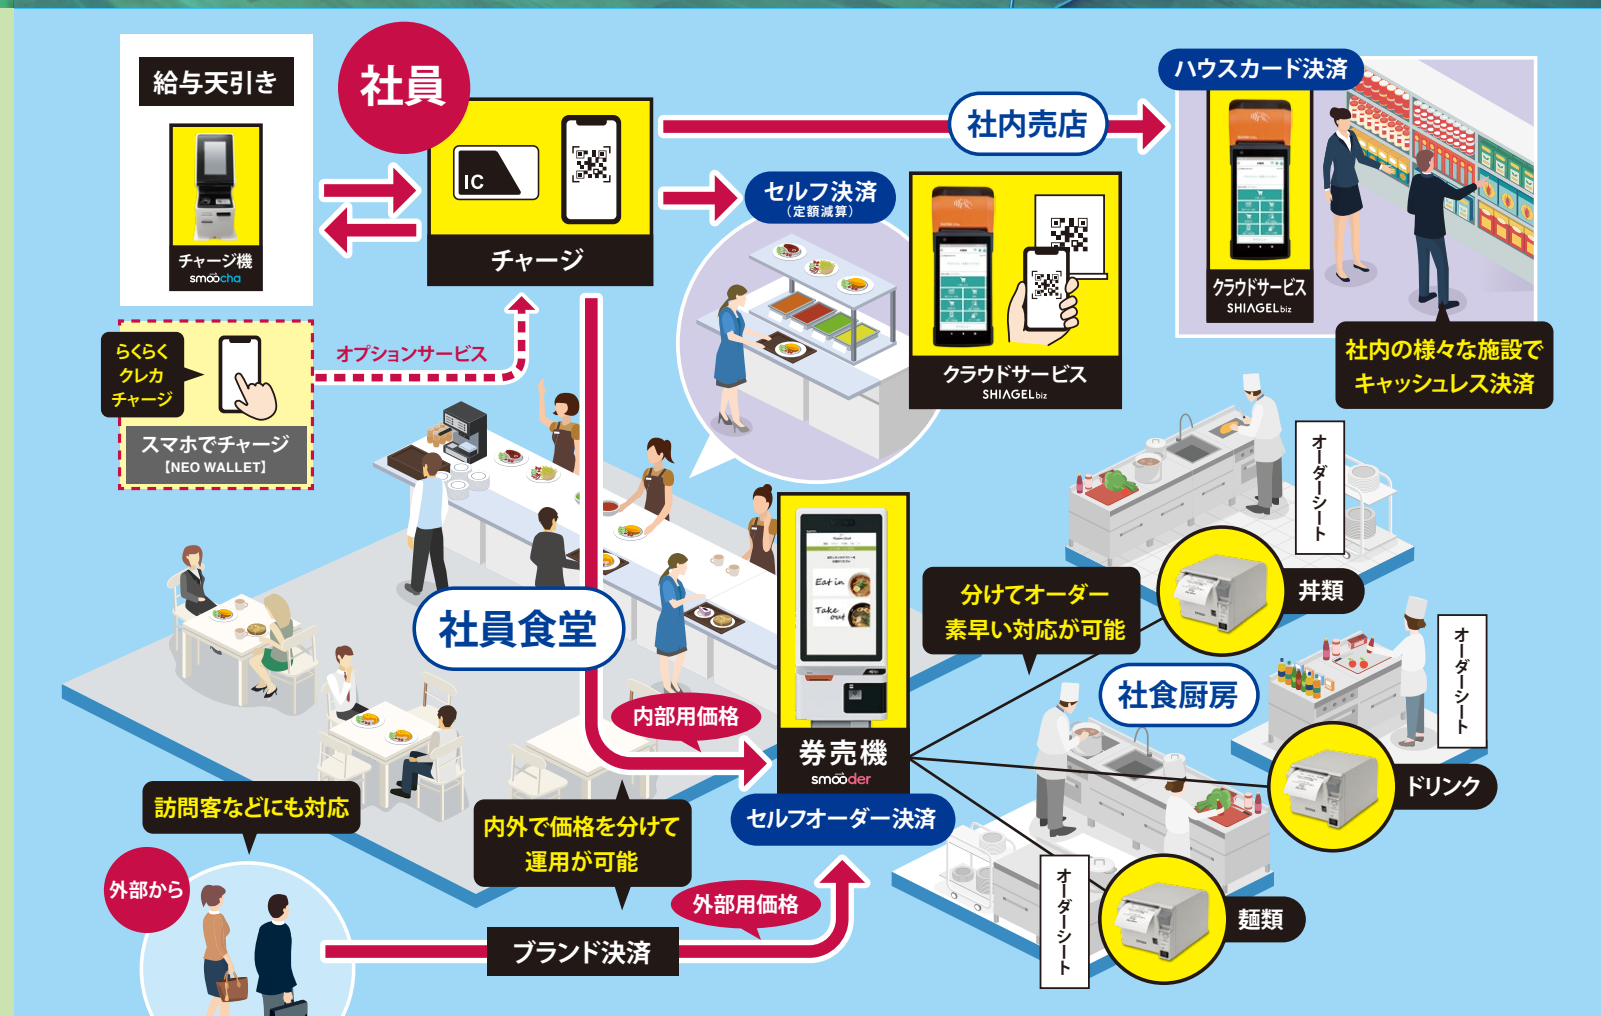 給与天引き
チャージ機
smoocha
社員
IC
チャージ
社内売店
ハウスカード決済
クラウドサービス
SHIAGELbiz
社内の様々な施設で
キャッシュレス決済
セルフ決済
(定額減算)
クラウドサービス
SHIAGELbiz
らくらく
クレカ
チャージ
スマホでチャージ
【NEO WALLET】
オプションサービス
社員食堂
Eat in
Take
out
券売機
smooder
セルフオーダー決済
内部用価格
分けてオーダー
素早い対応が可能
オーダーシート
丼類
社食厨房
オーダーシート
ドリンク
オーダーシート
麺類
訪問客などにも対応
外部から
内外で価格を分けて
運用が可能
外部用価格
ブランド決済